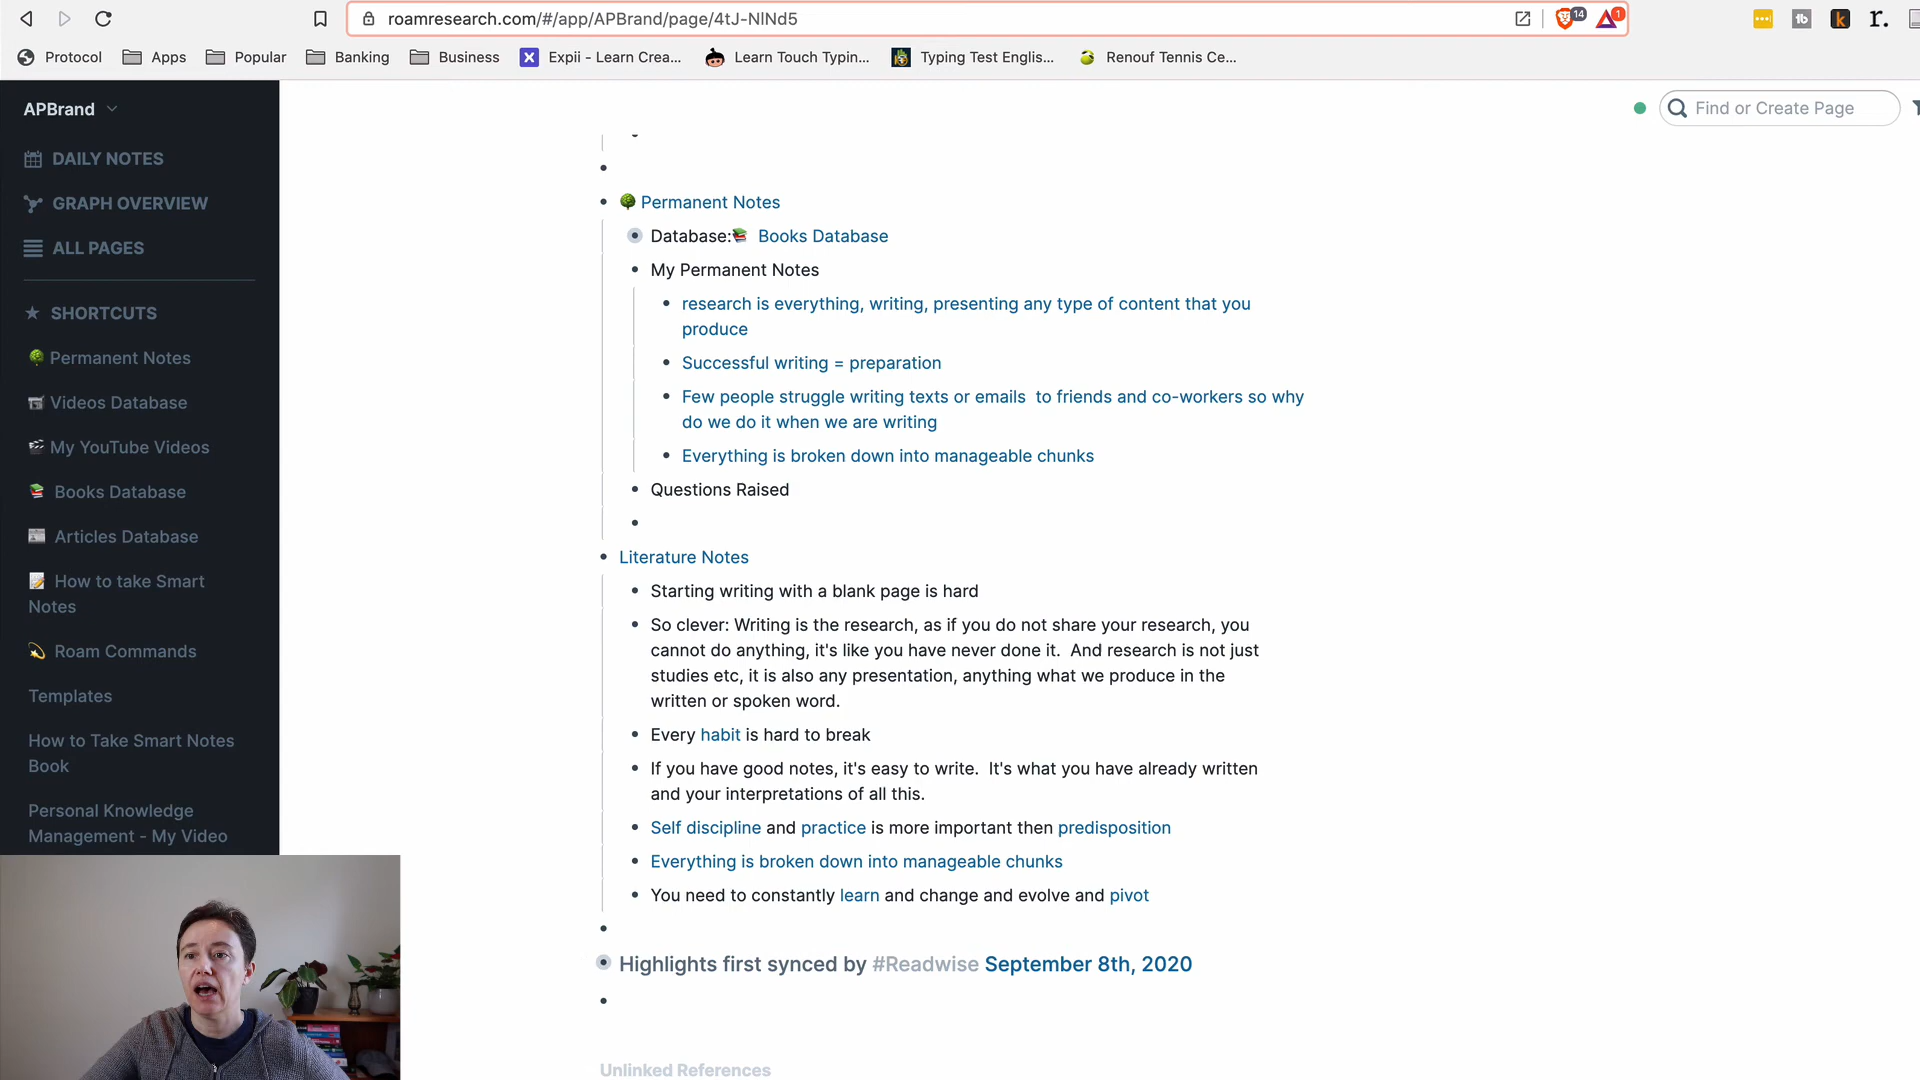 roamresearch.com/#/app/APBrand/page/4tJ-NlNd5
14
1
tb
k
r.
Protocol
Apps
Popular
Banking
Business
X
Expii - Learn Crea...
Learn Touch Typin...
Typing Test Englis...
Renouf Tennis Ce...
APBrand
Find or Create Page
DAILY NOTES
GRAPH OVERVIEW
ALL PAGES
SHORTCUTS
Permanent Notes
Videos Database
My YouTube Videos
Books Database
Articles Database
How to take Smart
Notes
Roam Commands
Templates
How to Take Smart Notes
Book
Personal Knowledge
Management - My Video
Permanent Notes
Database: Books Database
My Permanent Notes
research is everything, writing, presenting any type of content that you
produce
Successful writing = preparation
Few people struggle writing texts or emails  to friends and co-workers so why
do we do it when we are writing
Everything is broken down into manageable chunks
Questions Raised
Literature Notes
Starting writing with a blank page is hard
So clever: Writing is the research, as if you do not share your research, you
cannot do anything, it's like you have never done it.  And research is not just
studies etc, it is also any presentation, anything what we produce in the
written or spoken word.
Every habit is hard to break
If you have good notes, it's easy to write.  It's what you have already written
and your interpretations of all this.
Self discipline and practice is more important then predisposition
Everything is broken down into manageable chunks
You need to constantly learn and change and evolve and pivot
Highlights first synced by #Readwise September 8th, 2020
Unlinked References